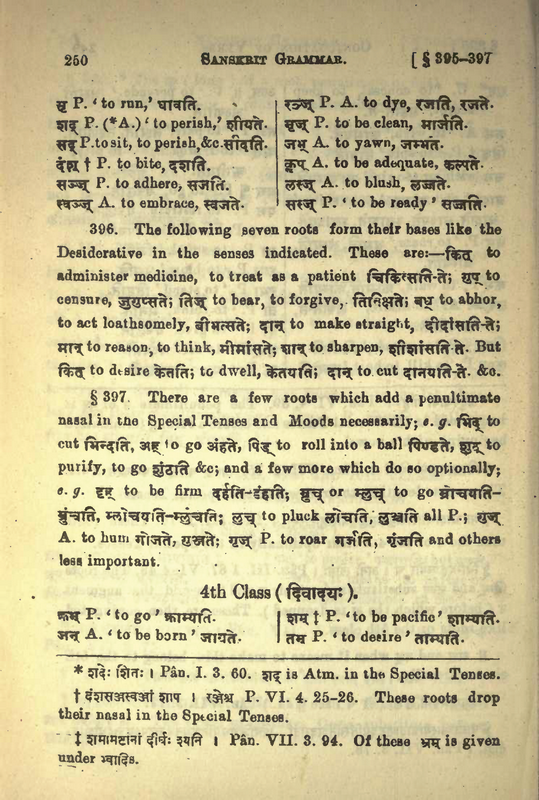 250 SANSKRIT GRAMMAR. [ § 395-397
सृ P. ‘ to run,’ धावति.
शद् P. (*A.) ‘ to perish,’ शीयते.
सद् P. to sit, to perish, &c. सीदति.
दंश् † P. to bite, दशति.
सञ्ज् P. to adhere, सजति.
स्वञ्ज् A. to embrace, स्वजते.
रञ्ज् P. A. to dye, रजति, रजते.
मृज् P. to be clean, मार्जति.
जभ् A. to yawn, जम्भते.
कृप् A. to be adequate, कल्पते.
लस्ज् A. to blush, लज्जते.
सस्ज् P. ‘ to be ready ’ सज्जति.
396. The following seven roots form their bases like the
Desiderative in the senses indicated. These are:—कित् to
administer medicine, to treat as a patient चिकित्सति-ते; गुप् to
censure, जुगुप्सते; तिज् to bear, to forgive, तितिक्षते; बध् to abhor,
to act loathsomely, बीभत्सते; दान् to make straight, दीदांसति-ते;
मान् to reason, to think, मीमांसते; शान् to sharpen, शीशांसति-ते. But
कित् to desire केतति; to dwell, केतयति; दान् to cut दानयति-ते. &c.
§ 397. There are a few roots which add a penultimate
nasal in the Special Tenses and Moods necessarily; e. g. भिद् to
cut भिन्दति, अह् to go अंहते, पिड् to roll into a ball पिण्डते, शुठ् to
purify, to go शुंठाति &c; and a few more which do so optionally;
e. g. दृह् to be firm दर्हति-दृंहति; म्रुच् or म्लुच् to go म्रोचयति-
म्रुंचाति, म्लोचयति-म्लुंचति; लुच् to pluck लोचति, लुञ्चति all P.; गुज्
A. to hum गोजते, गुञ्जते; गृज् P. to roar गर्जति, गृंजति and others
less important.
4th Class ( दिवादयः ).
क्रम् P. ‘ to go ’ क्राम्यति.
जन् A. ‘ to be born ’ जायते.
शम् ‡ P. ‘ to be pacific ’ शाम्यति.
तम P. ‘ to desire ’ ताम्यति.
* शदेः शितः । Pân. I. 3. 60. शद् is Atm. in the Special Tenses.
† दंशसञ्जस्वञ्जां शपि । रञ्जेश्च P. VI. 4. 25-26. These roots drop
their nasal in the Special Tenses.
‡ शमामष्टानां दीर्घः श्यनि । Pân. VII. 3. 94. Of these भ्रम् is given
under भ्वादिs.